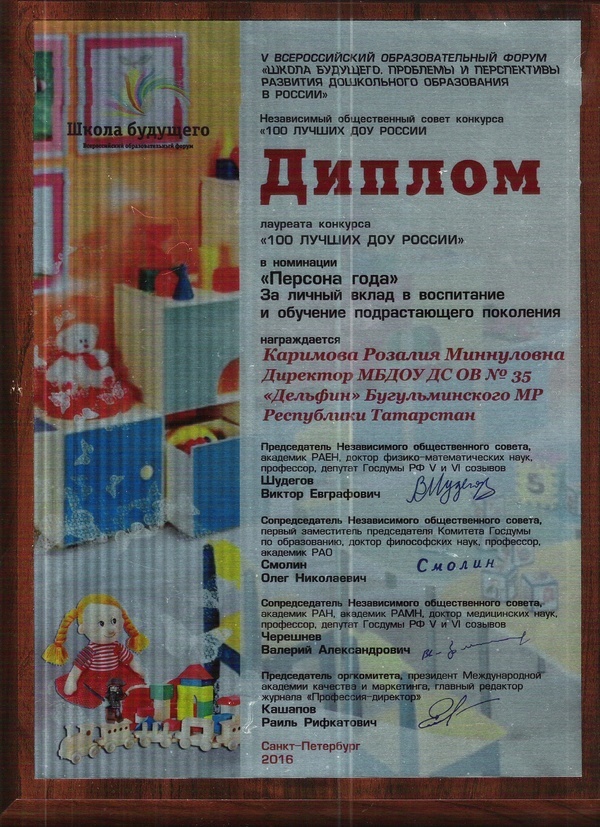 Школа будущего
Всероссийский образовательный форум
V ВСЕРОССИЙСКИЙ ОБРАЗОВАТЕЛЬНЫЙ ФОРУМ
«ШКОЛА БУДУЩЕГО. ПРОБЛЕМЫ И ПЕРСПЕКТИВЫ
РАЗВИТИЯ ДОШКОЛЬНОГО ОБРАЗОВАНИЯ
В РОССИИ»
Независимый общественный совет конкурса
«100 ЛУЧШИХ ДОУ РОССИИ
Диплом
лауреата конкурса
«100 ЛУЧШИХ ДОУ РОССИИ»
в номинации
«Персона года»
За личный вклад в воспитание
и обучение подрастающего поколения
награждается
Каримова Розалия Миннуловна
Директор МБДОУ ДС ОВ № 35
«Дельфин» Бугульминского МР
Республики Татарстан
Председатель Независимого общественного совета,
академик РАЕН, доктор физико-математических наук,
профессор, депутат Госдумы РФ V и VI созывов
Шудегов
Виктор Евграфович
ВШудегов
Сопредседатель Независимого общественного совета,
первый заместитель председателя Комитета Госдумы
по образованию, доктор философских наук, профессор,
академик РАО
Смолин
Олег Николаевич
Смолин
Сопредседатель Независимого общественного совета,
академик РАН, академик РАМН, доктор медицинских наук,
профессор, депутат Госдумы РФ V и VI созывов
Черешнев
Валерий Александрович
Председатель оргкомитета, президент Международной
академии качества и маркетинга, главный редактор
журнала «Профессия-директор»
Кашапов
Раиль Рифкатович
Санкт-Петербург
2016
5